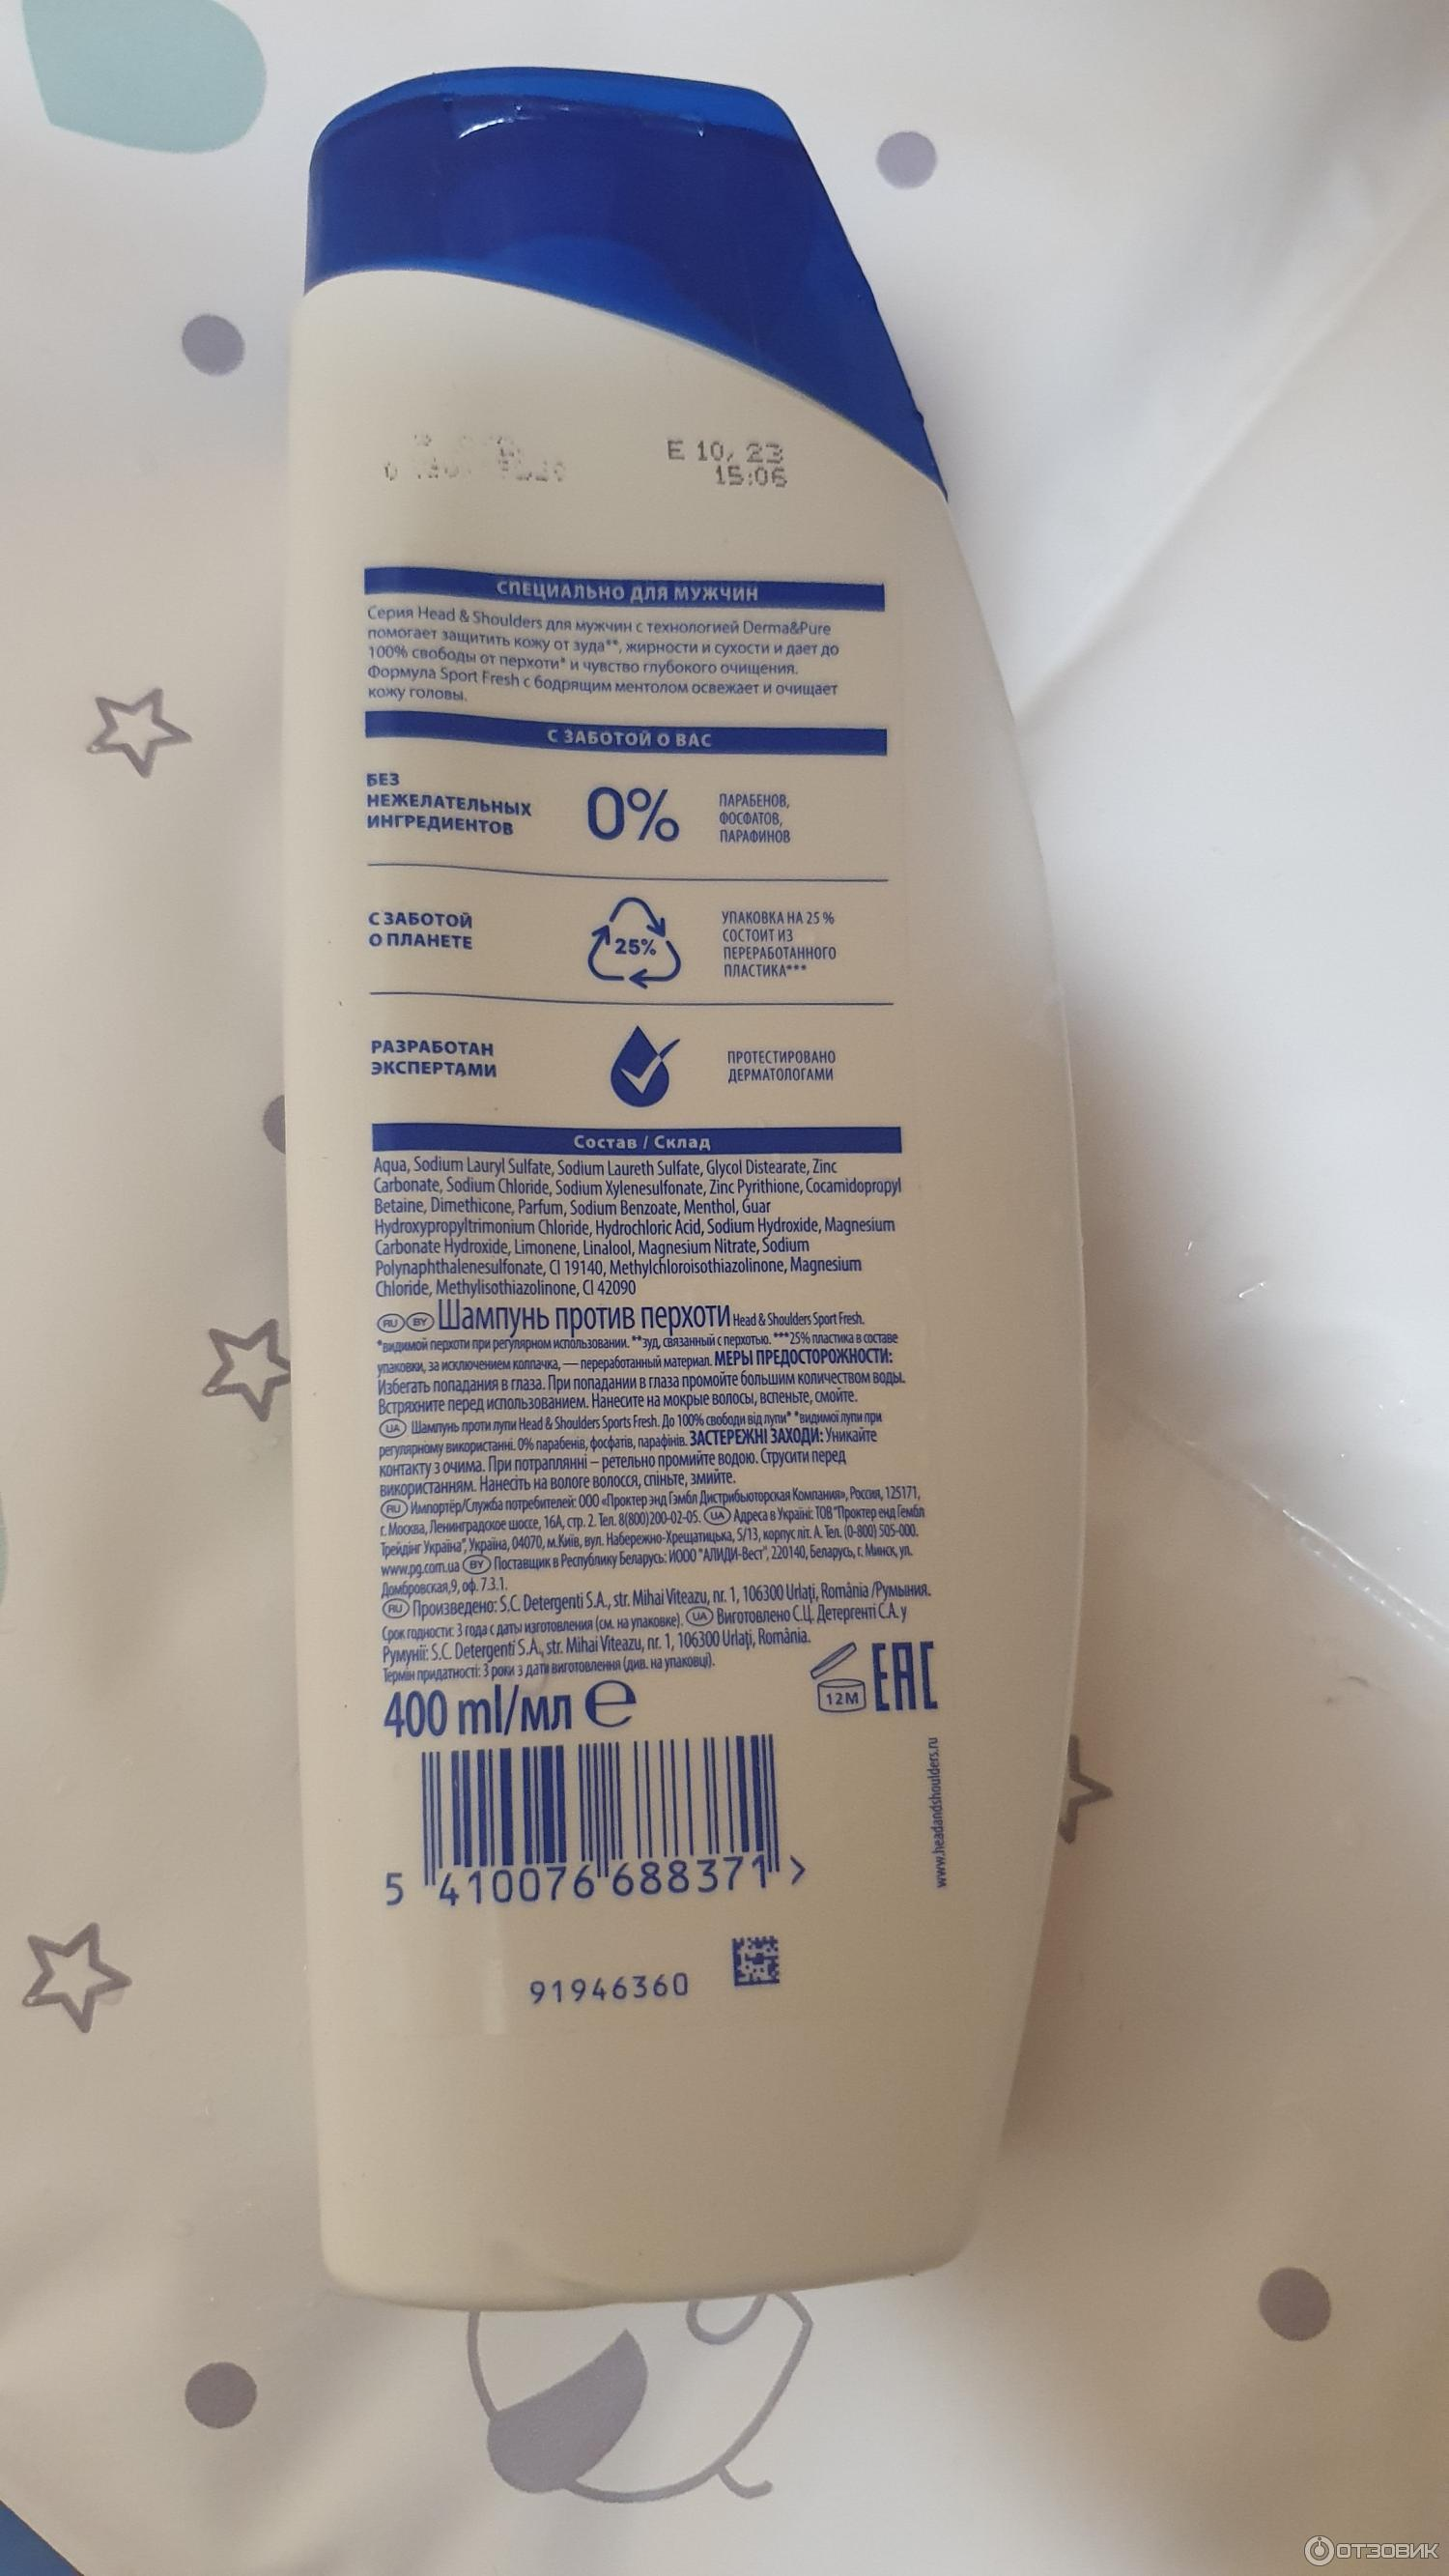 E 10, 23
15:06
СПЕЦИАЛЬНО ДЛЯ МУЖЧИН
Серия Head & Shoulders для мужчин с технологией Derma&Pure
помогает защитить кожу от зуда**, жирности и сухости и дает до
100% свободы от перхоти* и чувство глубокого очищения.
Формула Sport Fresh с бодрящим ментолом освежает и очищает
кожу головы.
С ЗАБОТОЙ О ВАС
БЕЗ
НЕЖЕЛАТЕЛЬНЫХ
ИНГРЕДИЕНТОВ
0%
ПАРАБЕНОВ,
ФОСФАТОВ,
ПАРАФИНОВ
С ЗАБОТОЙ
О ПЛАНЕТЕ
25%
УПАКОВКА НА 25 %
СОСТОИТ ИЗ
ПЕРЕРАБОТАННОГО
ПЛАСТИКА***
РАЗРАБОТАН
ЭКСПЕРТАМИ
ПРОТЕСТИРОВАНО
ДЕРМАТОЛОГАМИ
Состав / Склад
Aqua, Sodium Lauryl Sulfate, Sodium Laureth Sulfate, Glycol Distearate, Zinc
Carbonate, Sodium Chloride, Sodium Xylenesulfonate, Zinc Pyrithione, Cocamidopropyl
Betaine, Dimethicone, Parfum, Sodium Benzoate, Menthol, Guar
Hydroxypropyltrimonium Chloride, Hydrochloric Acid, Sodium Hydroxide, Magnesium
Carbonate Hydroxide, Limonene, Linalool, Magnesium Nitrate, Sodium
Polynaphthalenesulfonate, CI 19140, Methylchloroisothiazolinone, Magnesium
Chloride, Methylisothiazolinone, CI 42090
RU BY Шампунь против перхоти Head & Shoulders Sport Fresh.
*видимой перхоти при регулярном использовании. **зуд, связанный с перхотью. ***25% пластика в составе
упаковки, за исключением колпачка, — переработанный материал. МЕРЫ ПРЕДОСТОРОЖНОСТИ:
Избегать попадания в глаза. При попадании в глаза промойте большим количеством воды.
Встряхните перед использованием. Нанесите на мокрые волосы, вспеньте, смойте.
UA Шампунь проти лупи Head & Shoulders Sports Fresh. До 100% свободи від лупи* *видимої лупи при
регулярному використанні. 0% парабенів, фосфатів, парафінів. ЗАСТЕРЕЖНІ ЗАХОДИ: Уникайте
контакту з очима. При потраплянні – ретельно промийте водою. Струсити перед
використанням. Нанесіть на вологе волосся, спіньте, змийте.
RU Импортёр/Служба потребителей: ООО «Проктер энд Гэмбл Дистрибьюторская Компания», Россия, 125171,
г. Москва, Ленинградское шоссе, 16А, стр. 2. Тел. 8(800)200-02-05. UA Адреса в Україні: ТОВ "Проктер енд Гембл
Трейдінг Україна", Україна, 04070, м.Київ, вул. Набережно-Хрещатицька, 5/13, корпус літ. А. Тел. (0-800) 505-000.
www.pg.com.ua BY Поставщик в Республику Беларусь: ИООО "АЛИДИ-Вест", 220140, Беларусь, г. Минск, ул.
Домбровская,9, оф. 7.3.1.
RU Произведено: S.C. Detergenti S.A., str. Mihai Viteazu, nr. 1, 106300 Urlați, România /Румыния.
Срок годности: 3 года с даты изготовления (см. на упаковке). UA Виготовлено С.Ц. Детергенті С.А. у
Румунії: S.C. Detergenti S.A., str. Mihai Viteazu, nr. 1, 106300 Urlați, România.
Термін придатності: 3 роки з дати виготовлення (див. на упаковці).
400 ml/мл e
12M
EAC
www.headandshoulders.ru
5 410076 688371 >
91946360
ОТЗОВИК